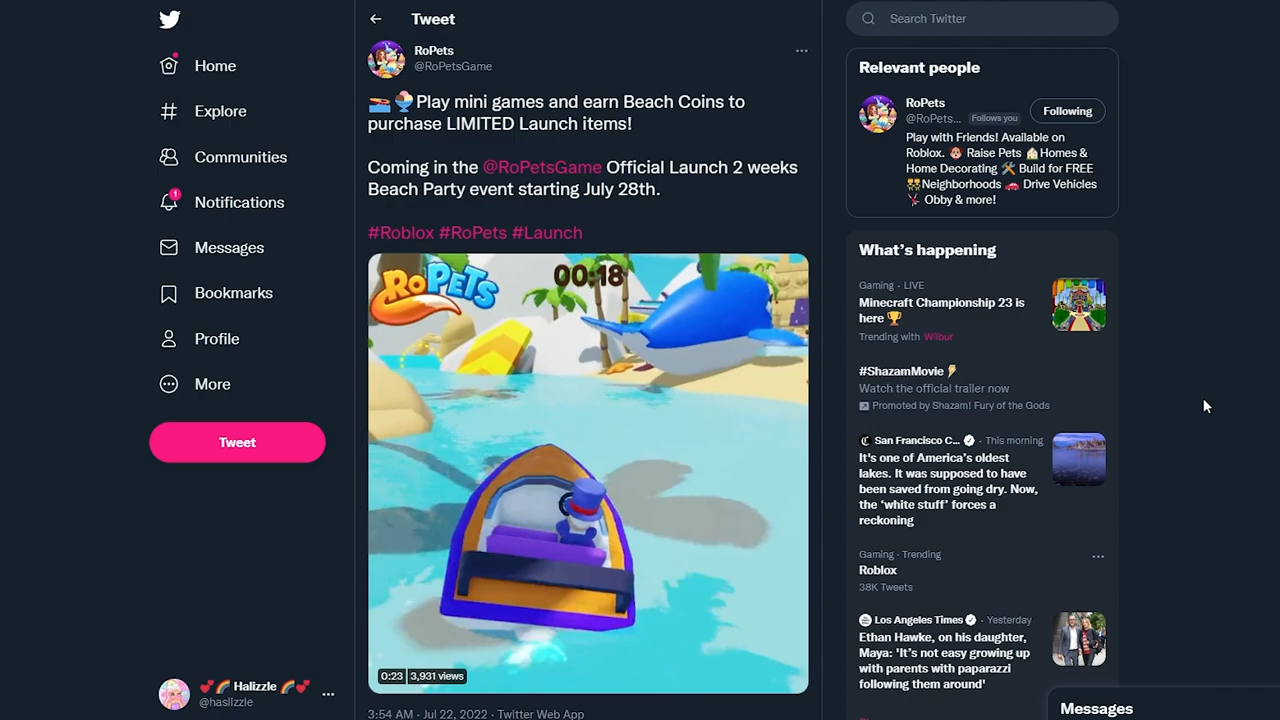 Home
Explore
Communities
1
Notifications
Messages
Bookmarks
Profile
More
Tweet
💕🌈 Halizzle 🌈💕
@haslizzle
Tweet
RoPets
@RoPetsGame
🚤🍨Play mini games and earn Beach Coins to
purchase LIMITED Launch items!
Coming in the @RoPetsGame Official Launch 2 weeks
Beach Party event starting July 28th.
#Roblox #RoPets #Launch
ROPETS
00:18
0:23 3,931 views
3:54 AM · Jul 22, 2022 · Twitter Web App
Search Twitter
Relevant people
RoPets
@RoPets... Follows you
Following
Play with Friends! Available on
Roblox. 🐶 Raise Pets 🏠Homes &
Home Decorating 🛠️ Build for FREE
👯Neighborhoods 🚗 Drive Vehicles
🤸 Obby & more!
What's happening
Gaming · LIVE
Minecraft Championship 23 is
here 🏆
Trending with Wilbur
#ShazamMovie
Watch the official trailer now
Promoted by Shazam! Fury of the Gods
San Francisco C... · This morning
It's one of America's oldest
lakes. It was supposed to have
been saved from going dry. Now,
the 'white stuff' forces a
reckoning
Gaming · Trending
Roblox
38K Tweets
Los Angeles Times · Yesterday
Ethan Hawke, on his daughter,
Maya: 'It's not easy growing up
with parents with paparazzi
following them around'
Messages